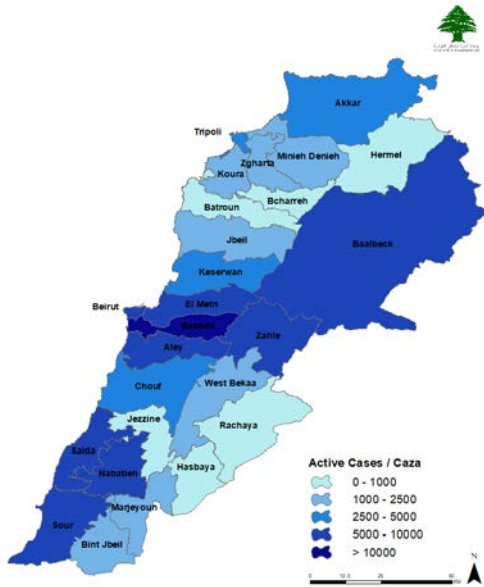 Akkar
Tripoli
Zgharta
Minieh Denieh
Hermel
Koura
Bcharreh
Batroun
Jbeil
Baalbeck
Keserwan
El Metn
Beirut
Baabda
Zahle
Aley
Chouf
West Bekaa
Jezzine
Rachaya
Saida
Nabatieh
Hasbaya
Marjeyoun
Sour
Bint Jbeil
Active Cases / Caza
0 - 1000
1000 - 2500
2500 - 5000
5000 - 10000
> 10000
N